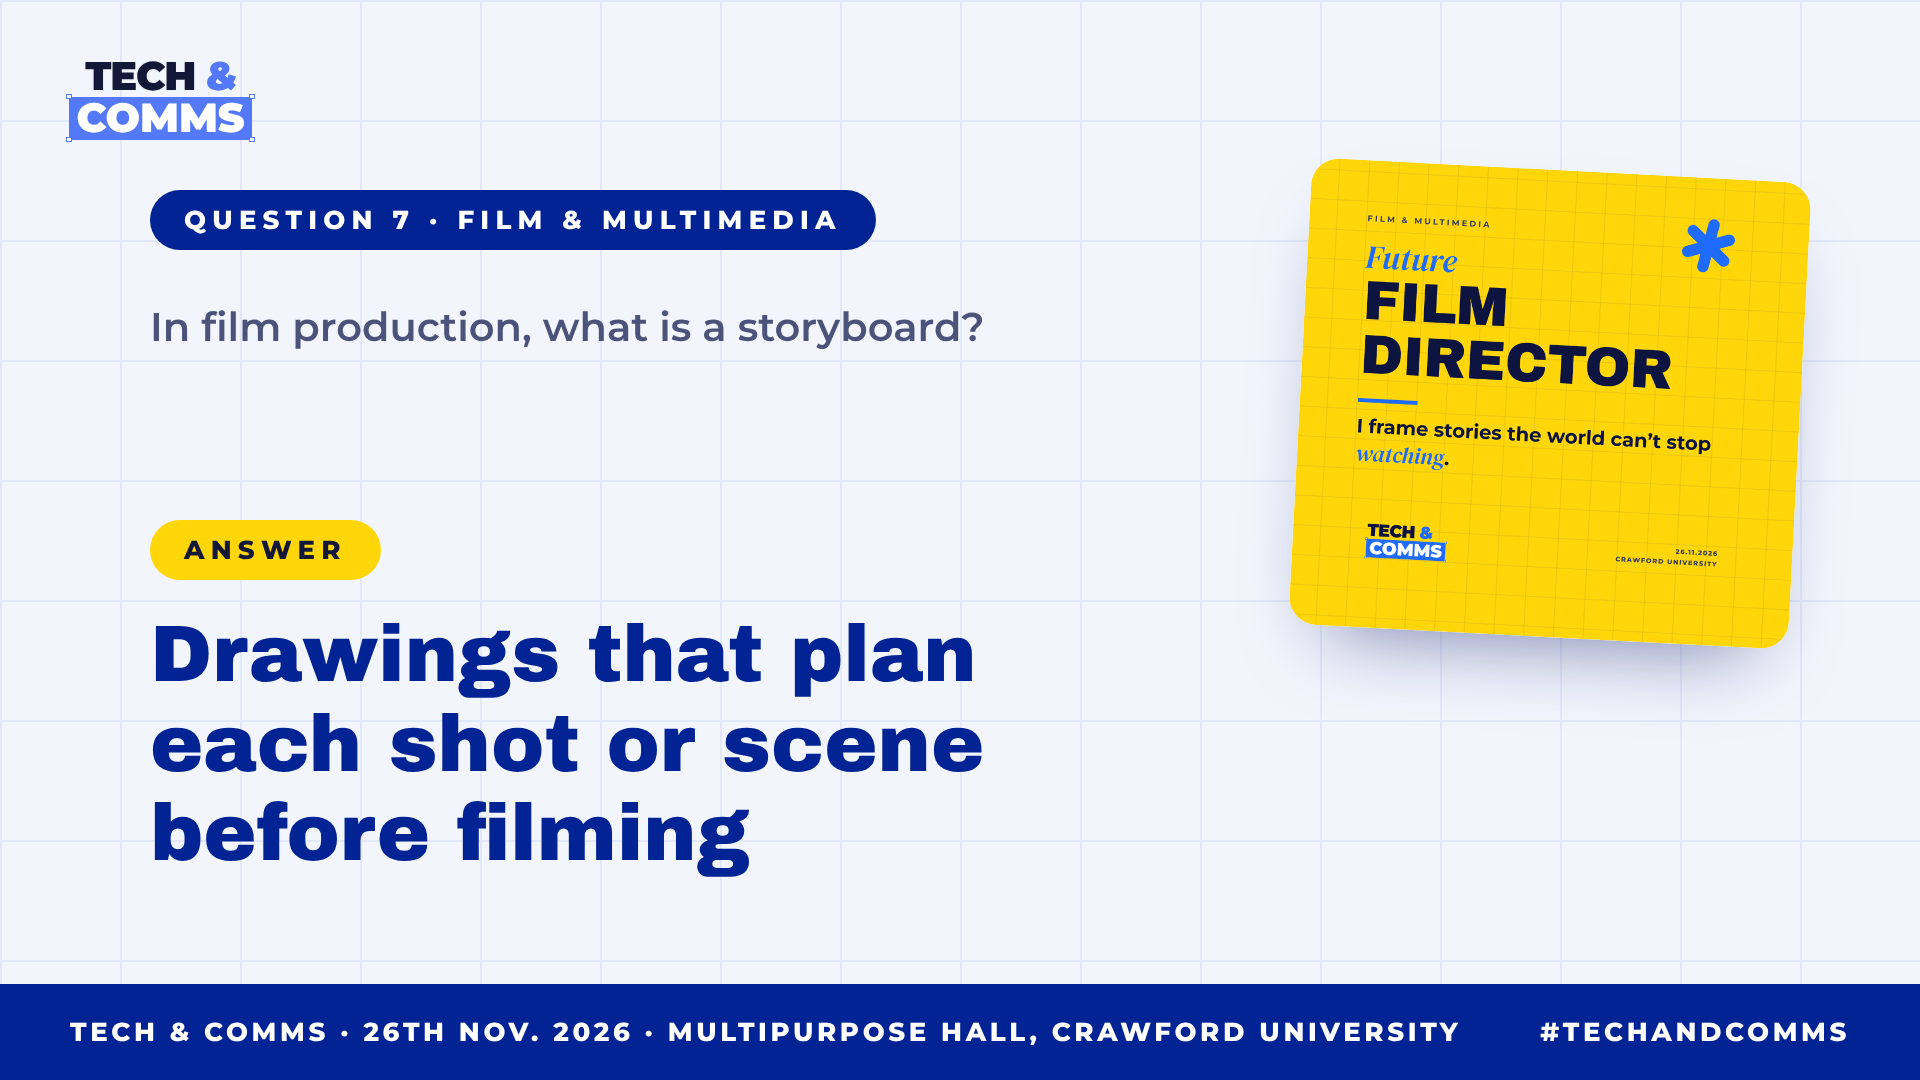 TECH &
COMMS
QUESTION 7 · FILM & MULTIMEDIA
In film production, what is a storyboard?
ANSWER
Drawings that plan
each shot or scene
before filming
FILM & MULTIMEDIA
Future
FILM
DIRECTOR
I frame stories the world can’t stop
watching.
TECH &
COMMS
26.11.2026
CRAWFORD UNIVERSITY
TECH & COMMS · 26TH NOV. 2026 · MULTIPURPOSE HALL, CRAWFORD UNIVERSITY
#TECHANDCOMMS